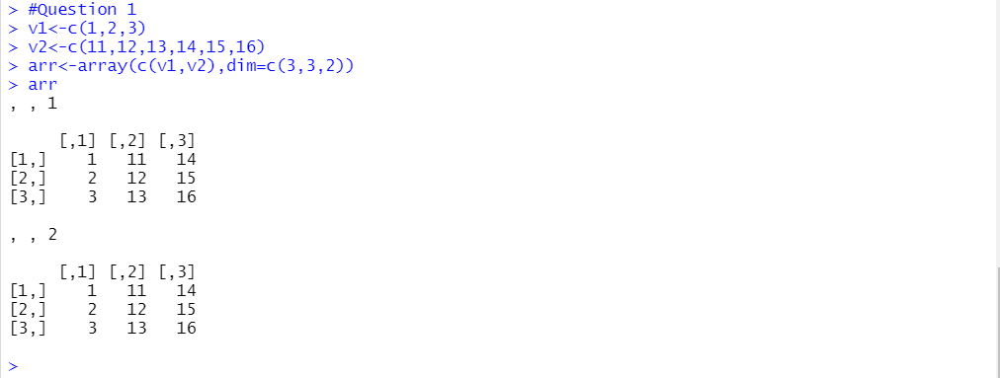 > #Question 1
> v1<-c(1,2,3)
> v2<-c(11,12,13,14,15,16)
> arr<-array(c(v1,v2),dim=c(3,3,2))
> arr
, , 1
     [,1] [,2] [,3]
[1,]    1   11   14
[2,]    2   12   15
[3,]    3   13   16
, , 2
     [,1] [,2] [,3]
[1,]    1   11   14
[2,]    2   12   15
[3,]    3   13   16
>